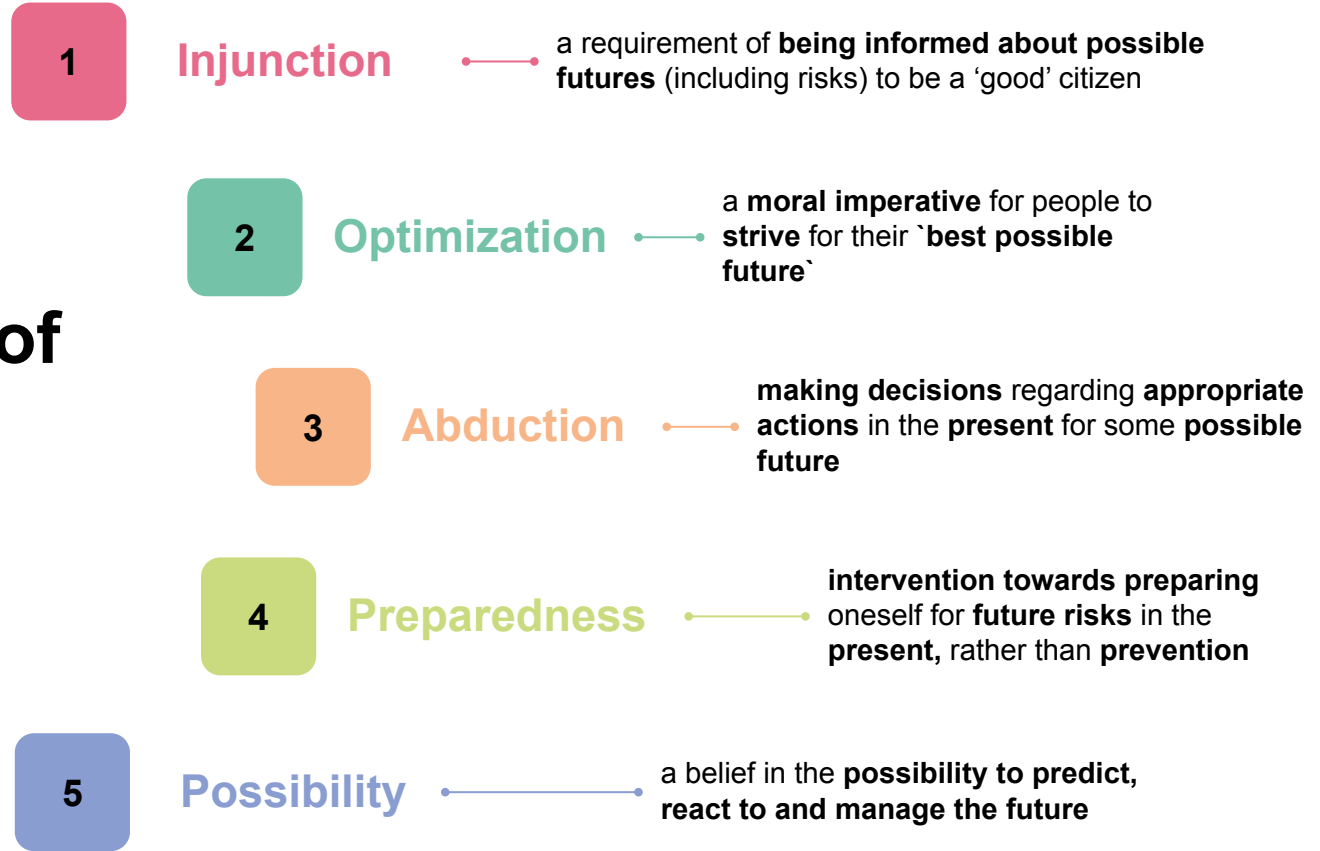 1
Injunction
a requirement of being informed about possible
futures (including risks) to be a ‘good’ citizen
2
Optimization
a moral imperative for people to
strive for their `best possible
future`
of
3
Abduction
making decisions regarding appropriate
actions in the present for some possible
future
4
Preparedness
intervention towards preparing
oneself for future risks in the
present, rather than prevention
5
Possibility
a belief in the possibility to predict,
react to and manage the future